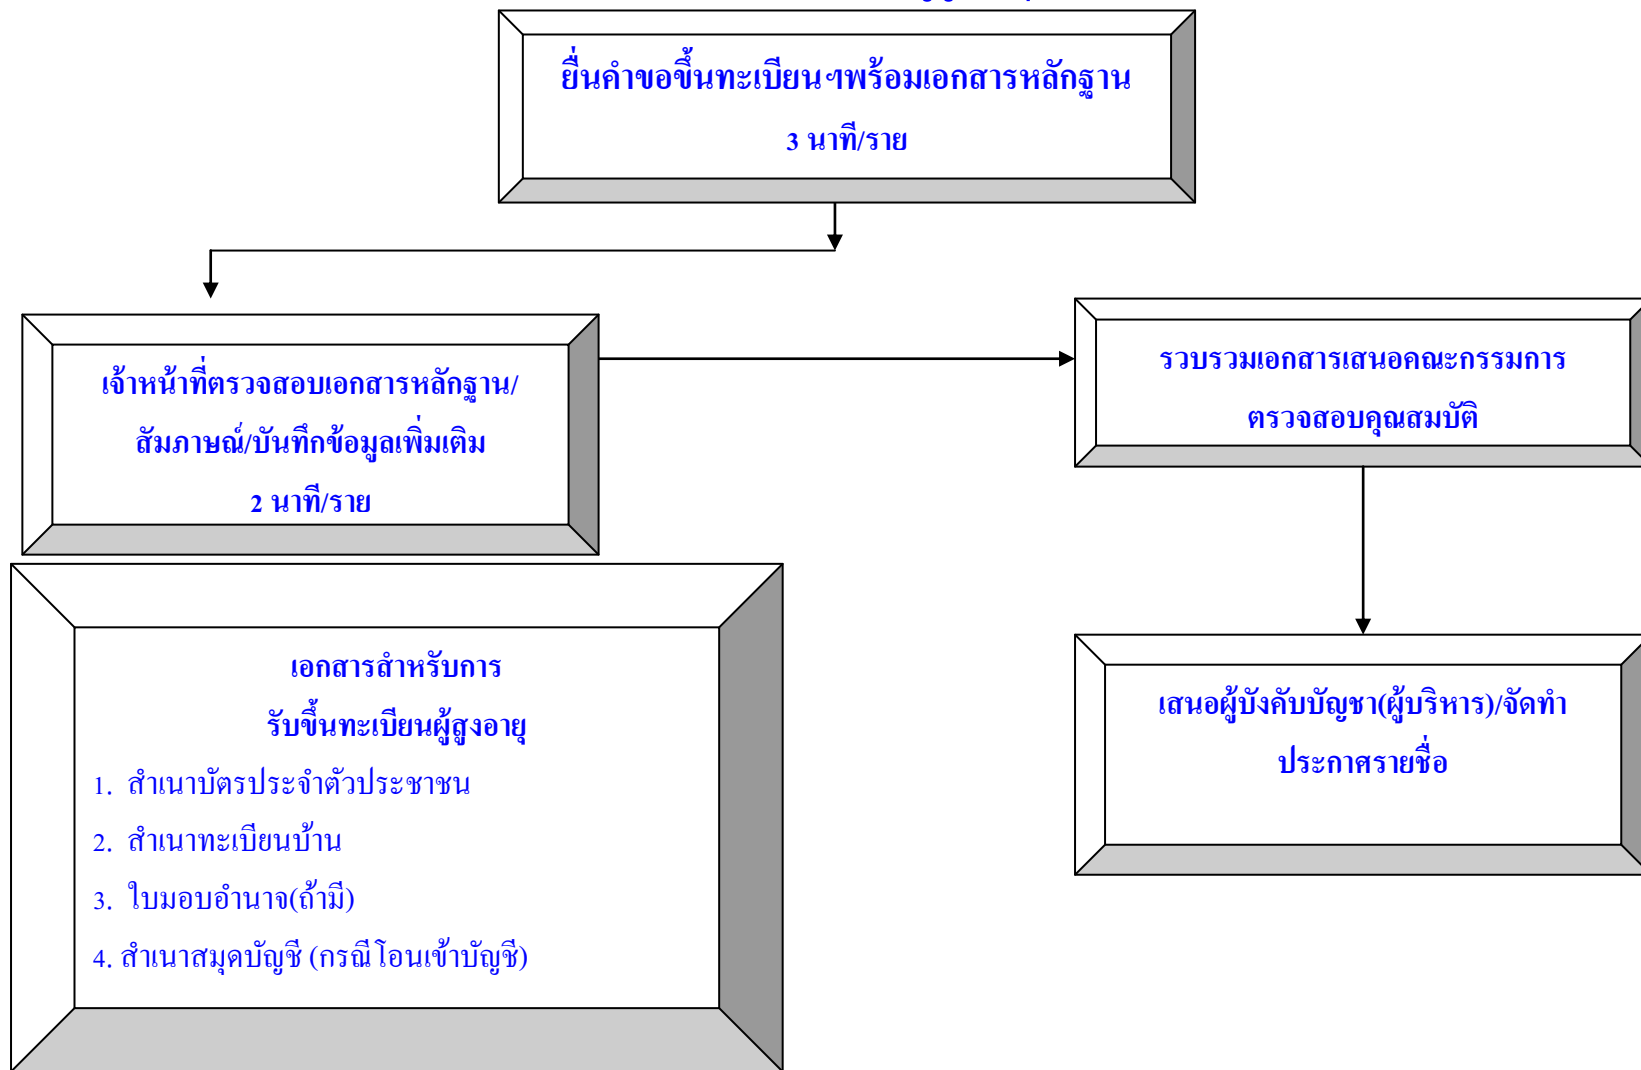 ยื่นคำขอขึ้นทะเบียนฯพร้อมเอกสารหลักฐาน
3 นาที/ราย
เจ้าหน้าที่ตรวจสอบเอกสารหลักฐาน/
สัมภาษณ์/บันทึกข้อมูลเพิ่มเติม
2 นาที/ราย
รวบรวมเอกสารเสนอคณะกรรมการ
ตรวจสอบคุณสมบัติ
เอกสารสำหรับการ
รับขึ้นทะเบียนผู้สูงอายุ
1. สำเนาบัตรประจำตัวประชาชน
2. สำเนาทะเบียนบ้าน
3. ใบมอบอำนาจ(ถ้ามี)
4. สำเนาสมุดบัญชี (กรณีโอนเข้าบัญชี)
เสนอผู้บังคับบัญชา(ผู้บริหาร)/จัดทำ
ประกาศรายชื่อ